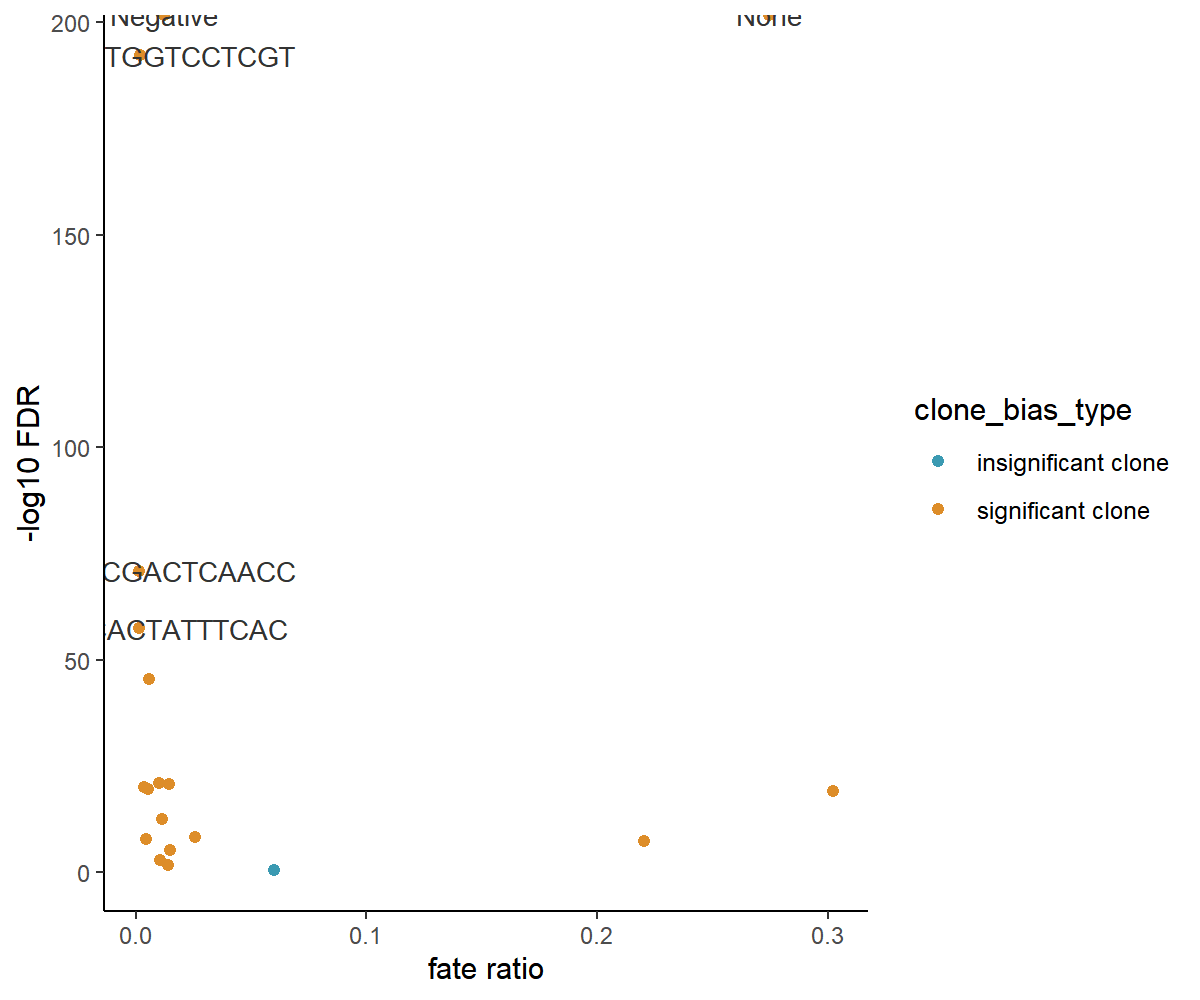 200
Negative
None
TGGTCCTCGT
150
clone_bias_type
insignificant clone
significant clone
100
-log10 FDR
CGACTCAACC
ACTATTTCAC
50
0
0.0
0.1
0.2
0.3
fate ratio